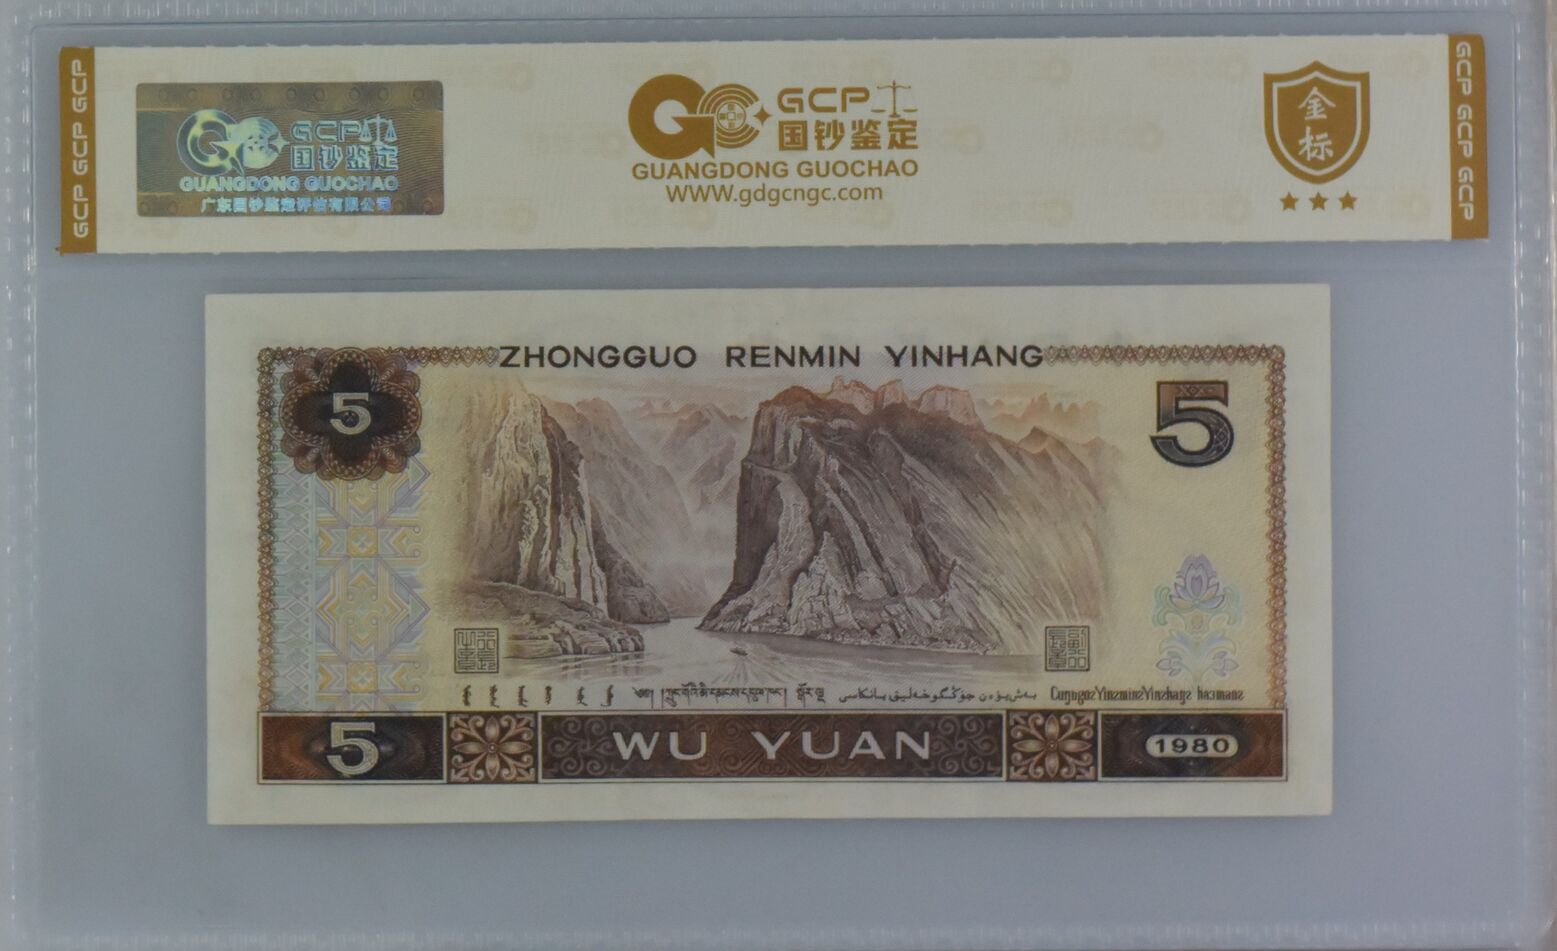 GCP GCP GCP
GCP
国钞鉴定
GUANGDONG GUOCHAO
广东国钞鉴定评估有限公司
GCP
国钞鉴定
GUANGDONG GUOCHAO
WWW.gdgcngc.com
金标
GCP GCP GCP
ZHONGGUO RENMIN YINHANG
5
5
5
WU YUAN
1980